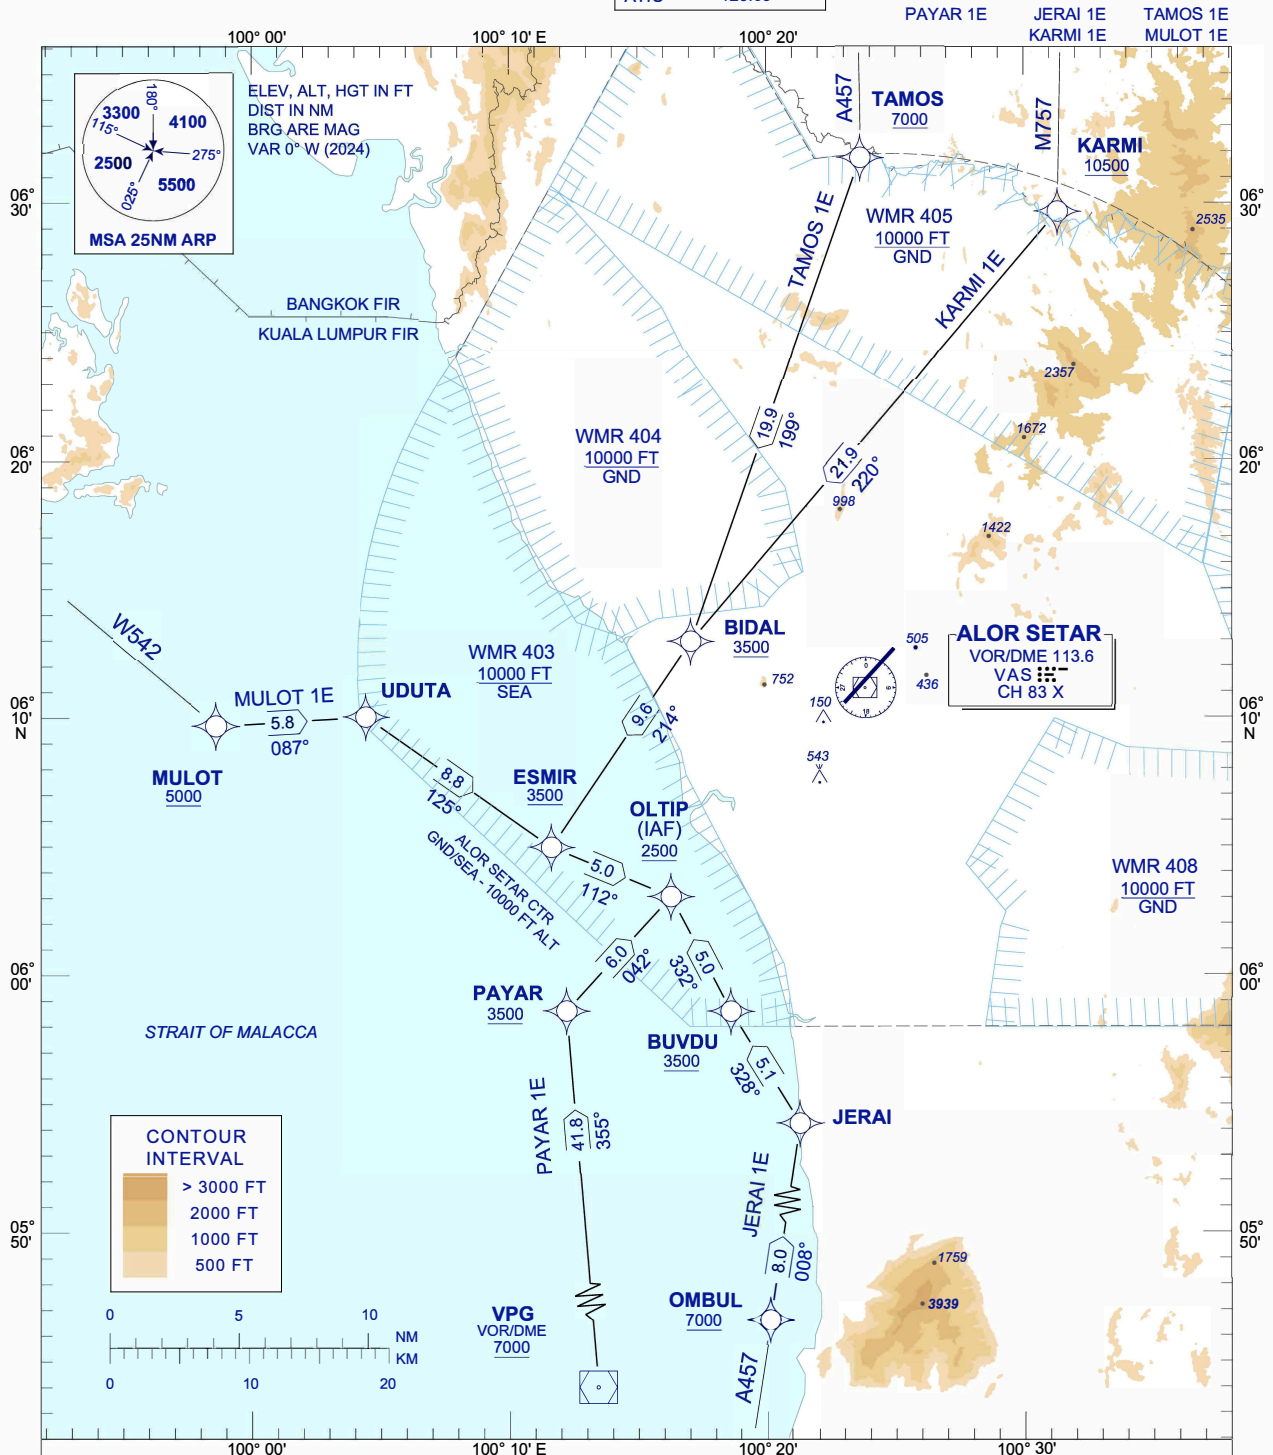 PAYAR 1E
JERAI 1E
KARMI 1E
TAMOS 1E
MULOT 1E
100° 00'
100° 10' E
100° 20'
3300
180°
115°
4100
275°
2500
025°
5500
MSA 25NM ARP
ELEV, ALT, HGT IN FT
DIST IN NM
BRG ARE MAG
VAR 0° W (2024)
A457
TAMOS
7000
M757
KARMI
10500
06°
30'
06°
30'
2535
TAMOS 1E
WMR 405
10000 FT
GND
KARMI 1E
BANGKOK FIR
KUALA LUMPUR FIR
2357
1672
19.9
199°
WMR 404
10000 FT
GND
21.9
220°
998
1422
06°
20'
06°
20'
W542
WMR 403
10000 FT
SEA
BIDAL
3500
505
ALOR SETAR
VOR/DME 113.6
VAS
CH 83 X
436
752
150
543
MULOT 1E
5.8
087°
UDUTA
9.6
214°
06°
10'
N
06°
10'
N
MULOT
5000
8.8
125°
ESMIR
3500
OLTIP
(IAF)
2500
ALOR SETAR CTR
GND/SEA - 10000 FT ALT
5.0
112°
WMR 408
10000 FT
GND
6.0
042°
5.0
332°
06°
00'
06°
00'
PAYAR
3500
STRAIT OF MALACCA
BUVDU
3500
5.1
328°
PAYAR 1E
41.8
355°
JERAI
JERAI 1E
CONTOUR
INTERVAL
> 3000 FT
2000 FT
1000 FT
500 FT
05°
50'
05°
50'
8.0
008°
1759
3939
OMBUL
7000
VPG
VOR/DME
7000
A457
0
5
10
NM
KM
0
10
20
100° 00'
100° 10' E
100° 20'
100° 30'